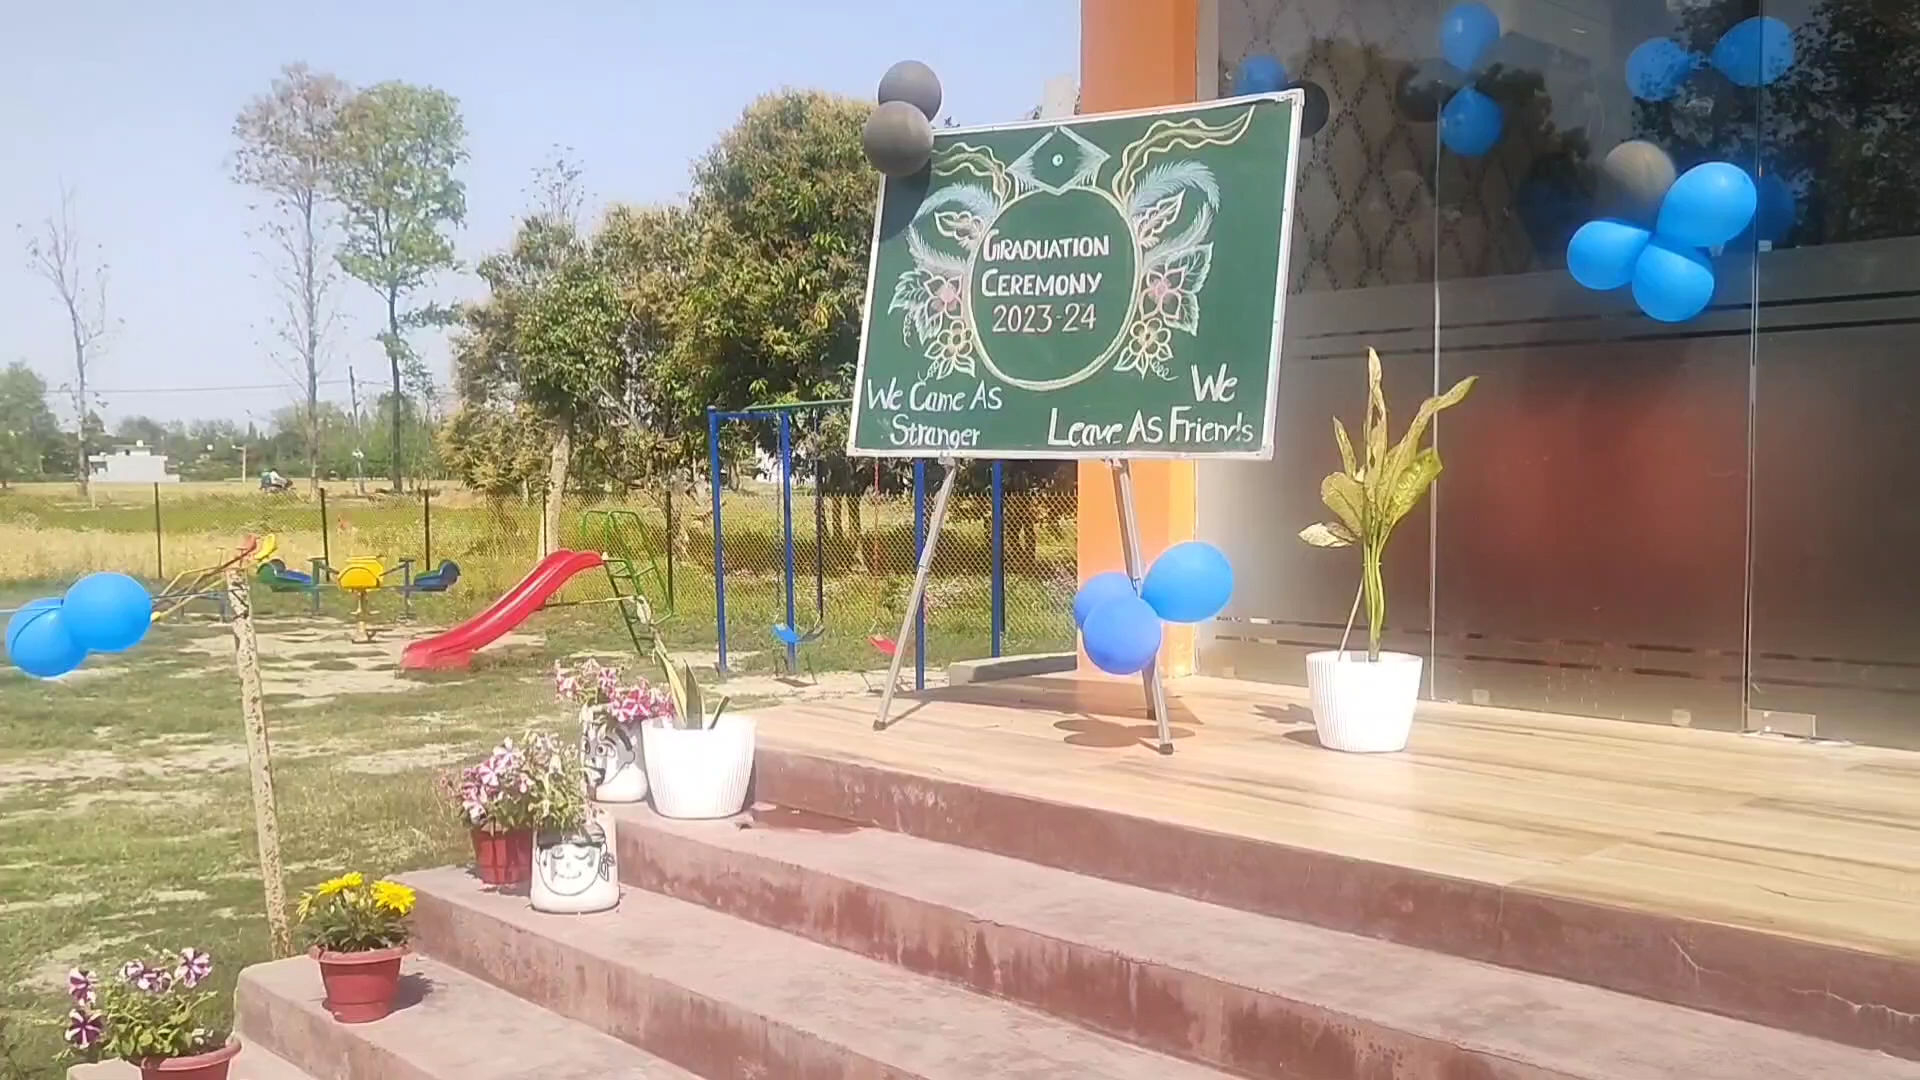 GRADUATION
CEREMONY
2023-24
We Came As
Stranger
We
Leave As Friends